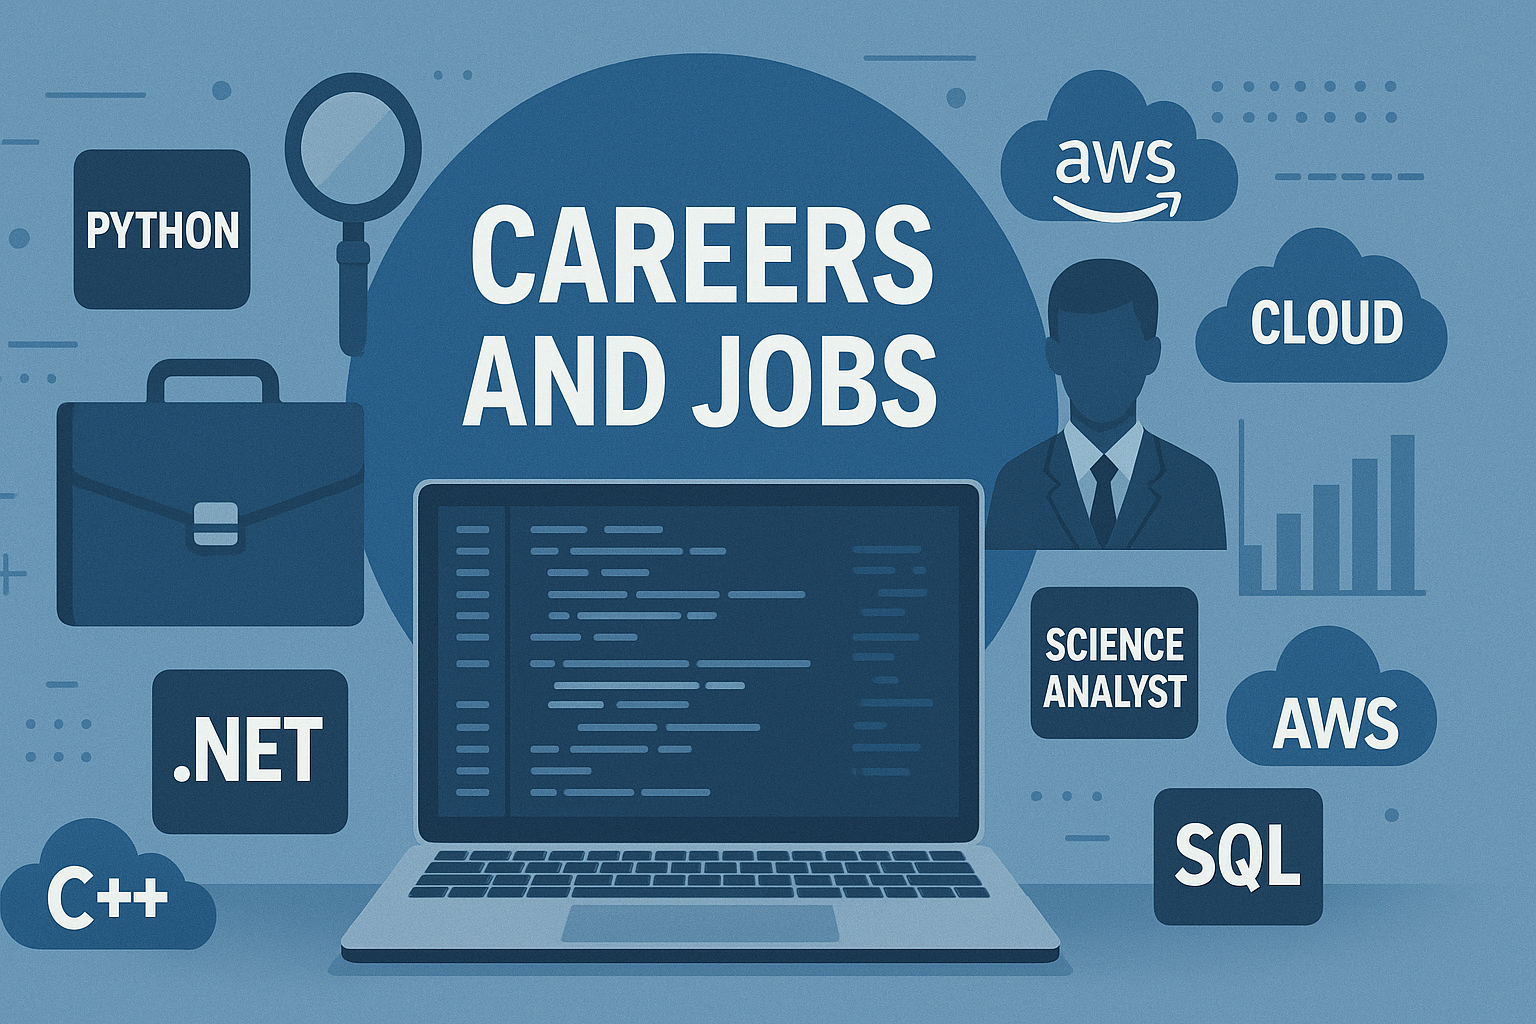 CAREERS
AND JOBS
PYTHON
aws
CLOUD
SCIENCE
ANALYST
.NET
AWS
C++
SQL